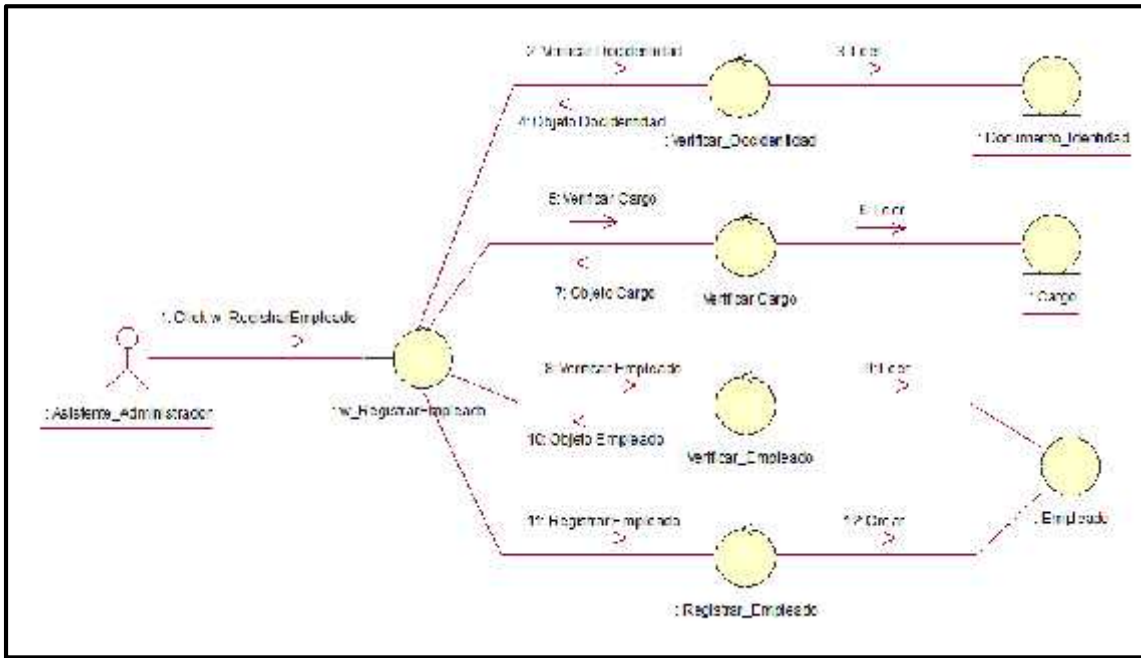 2: Verificar DocIdentidad
3: Leer
4: Objeto DocIdentidad
: Verificar_DocIdentidad
: Documento_Identidad
5: Verificar Cargo
6: Leer
7: Objeto Cargo
Verificar Cargo
: Cargo
1: Click w_RegistrarEmpleado
: Asistente_Administrador
: w_RegistrarEmpleado
8: Verificar Empleado
9: Leer
10: Objeto Empleado
Verificar_Empleado
11: Registrar Empleado
12: Crear
: Empleado
: Registrar_Empleado